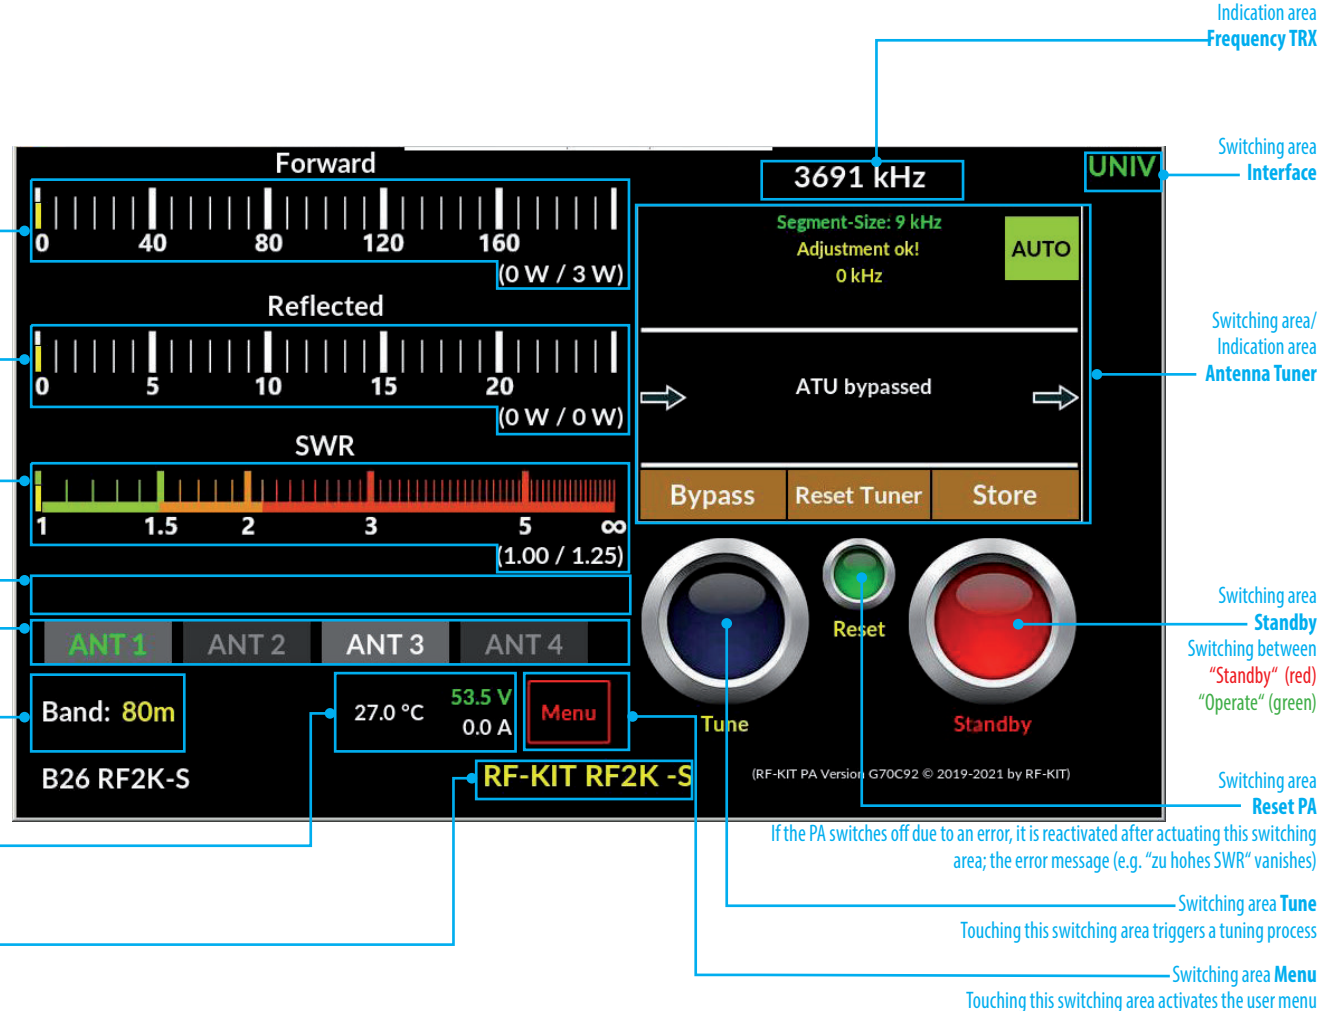 Indication area
Frequency TRX
Switching area
Interface
Forward
3691 kHz
UNIV
0 40 80 120 160
(0 W / 3 W)
Segment-Size: 9 kHz
Adjustment ok!
0 kHz
AUTO
Reflected
0 5 10 15 20
(0 W / 0 W)
Switching area/
Indication area
Antenna Tuner
ATU bypassed
SWR
1 1.5 2 3 5 ∞
(1.00 / 1.25)
Bypass Reset Tuner Store
ANT 1 ANT 2 ANT 3 ANT 4
Reset
Switching area
Standby
Switching between
“Standby“ (red)
“Operate“ (green)
Band: 80m
27.0 °C
53.5 V
0.0 A
Menu
Tune
Standby
B26 RF2K-S
RF-KIT RF2K -S
(RF-KIT PA Version G70C92 © 2019-2021 by RF-KIT)
Switching area
Reset PA
If the PA switches off due to an error, it is reactivated after actuating this switching
area; the error message (e.g. “zu hohes SWR“ vanishes)
Switching area Tune
Touching this switching area triggers a tuning process
Switching area Menu
Touching this switching area activates the user menu